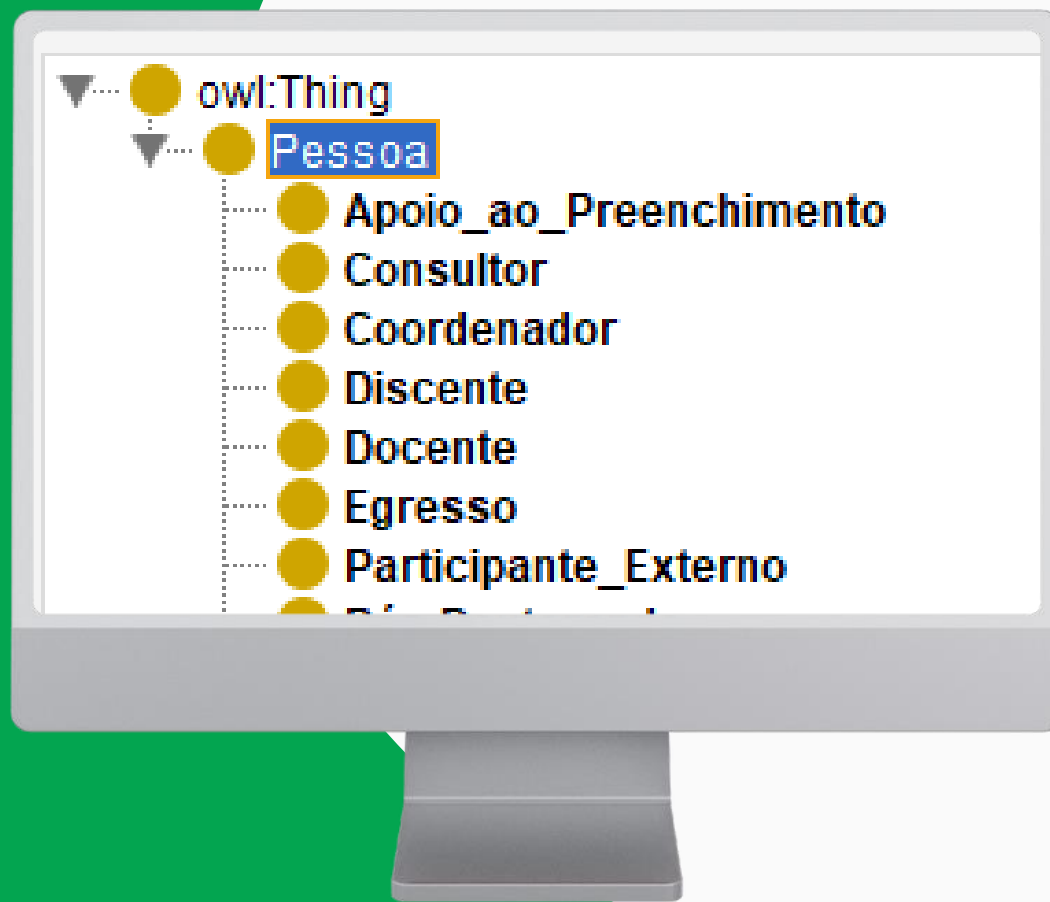 owl:Thing
Pessoa
Apoio_ao_Preenchimento
Consultor
Coordenador
Discente
Docente
Egresso
Participante_Externo